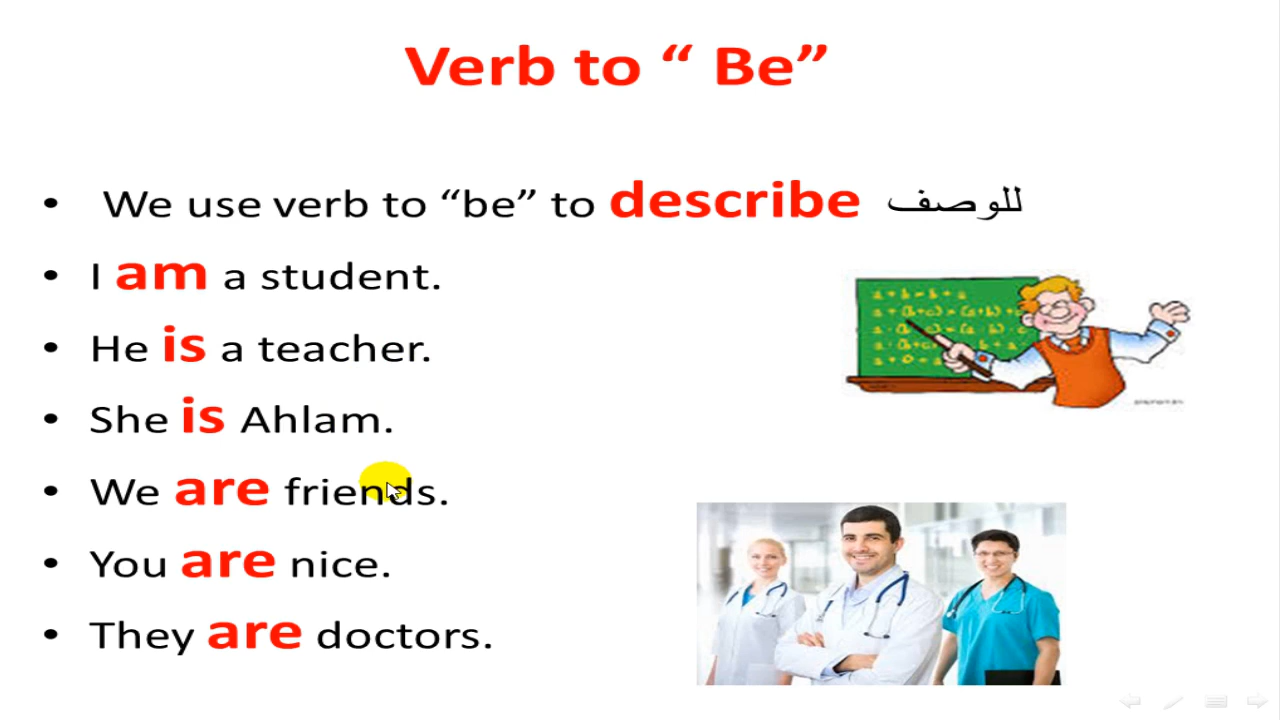 Verb to “ Be”
• We use verb to “be” to describe للوصف
• I am a student.
• He is a teacher.
• She is Ahlam.
• We are friends.
• You are nice.
• They are doctors.